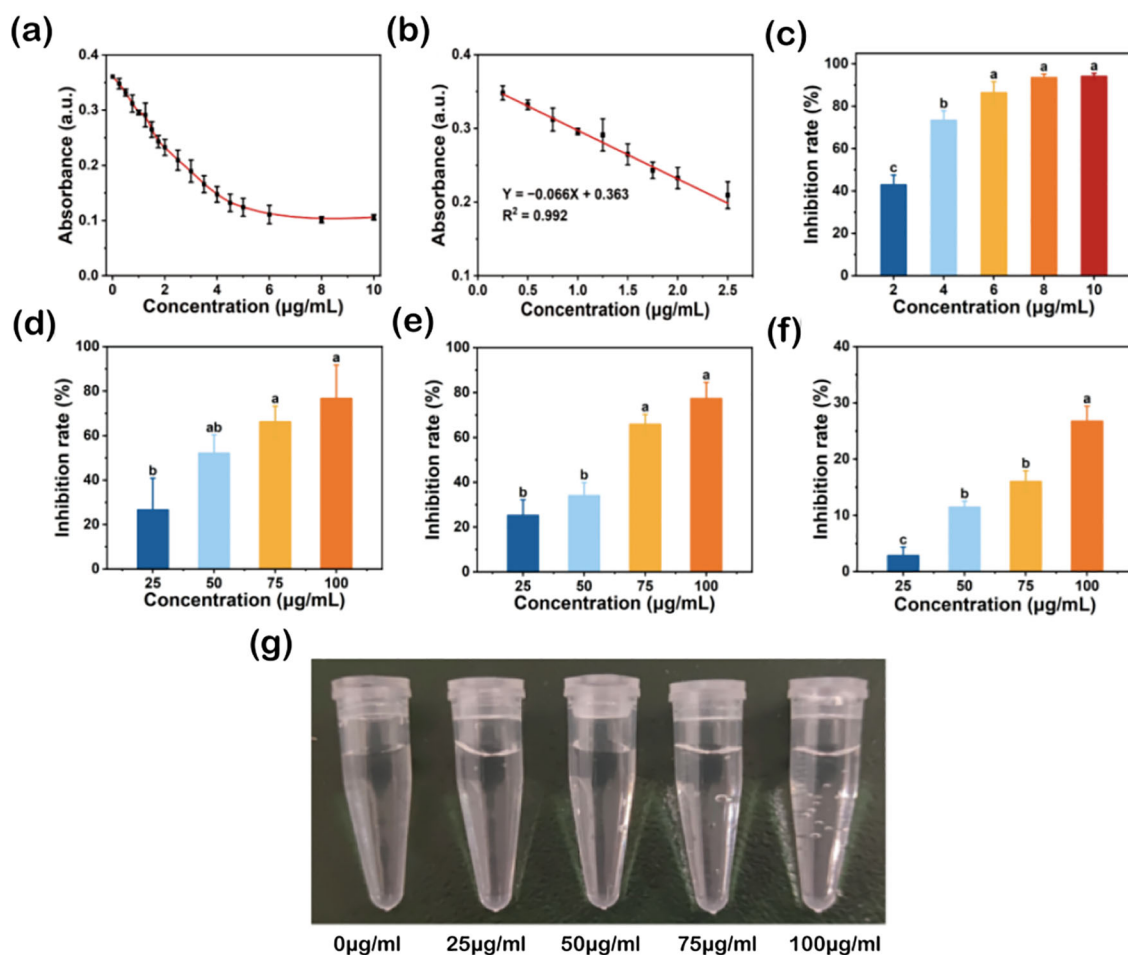 (a)
0.4
0.3
0.2
0.1
0.0
Absorbance (a.u.)
0 2 4 6 8 10
Concentration (μg/mL)
(b)
0.4
0.3
0.2
0.1
Absorbance (a.u.)
Y = −0.066X + 0.363
R² = 0.992
0.0 0.5 1.0 1.5 2.0 2.5
Concentration (μg/mL)
(c)
100
80
60
40
20
0
Inhibition rate (%)
c b a a a
2 4 6 8 10
Concentration (μg/mL)
(d)
100
80
60
40
20
0
Inhibition rate (%)
b ab a a
25 50 75 100
Concentration (μg/mL)
(e)
100
80
60
40
20
0
Inhibition rate (%)
b b a a
25 50 75 100
Concentration (μg/mL)
(f)
40
30
20
10
0
Inhibition rate (%)
c b b a
25 50 75 100
Concentration (μg/mL)
(g)
0μg/ml 25μg/ml 50μg/ml 75μg/ml 100μg/ml